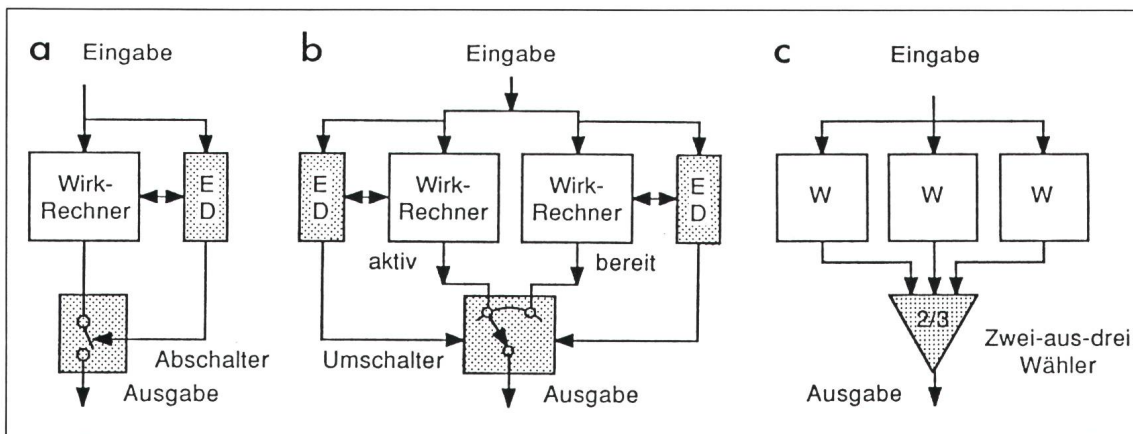 a
Eingabe
Wirk-
Rechner
E
D
Abschalter
Ausgabe
b
Eingabe
E
D
Wirk-
Rechner
Wirk-
Rechner
E
D
aktiv
bereit
Umschalter
Ausgabe
c
Eingabe
W
W
W
2/3
Zwei-aus-drei
Wähler
Ausgabe